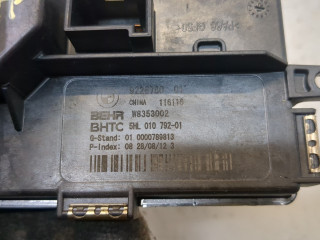 CHINA 116116
BEHR W8353002
BHTC 5HL 010 792-01
Q-Stand: 01 0000789813
P-Index: 08 28/08/12 3